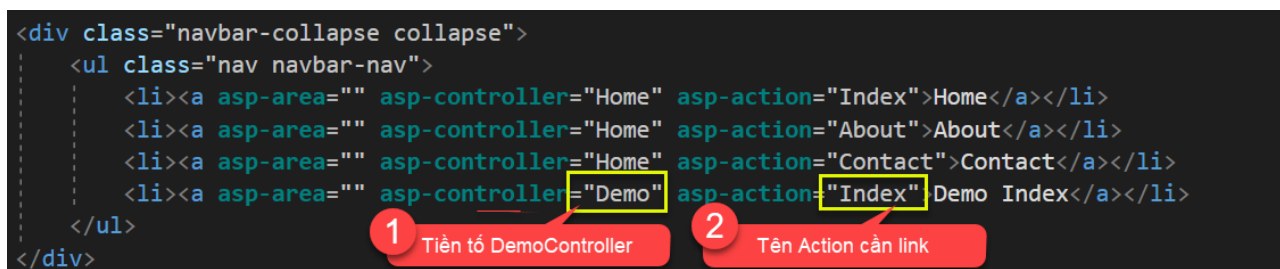 <div class="navbar-collapse collapse">
<ul class="nav navbar-nav">
<li><a asp-area="" asp-controller="Home" asp-action="Index">Home</a></li>
<li><a asp-area="" asp-controller="Home" asp-action="About">About</a></li>
<li><a asp-area="" asp-controller="Home" asp-action="Contact">Contact</a></li>
<li><a asp-area="" asp-controller="Demo" asp-action="Index">Demo Index</a></li>
</ul>
1 Tiền tố DemoController
2 Tên Action cần link
</div>